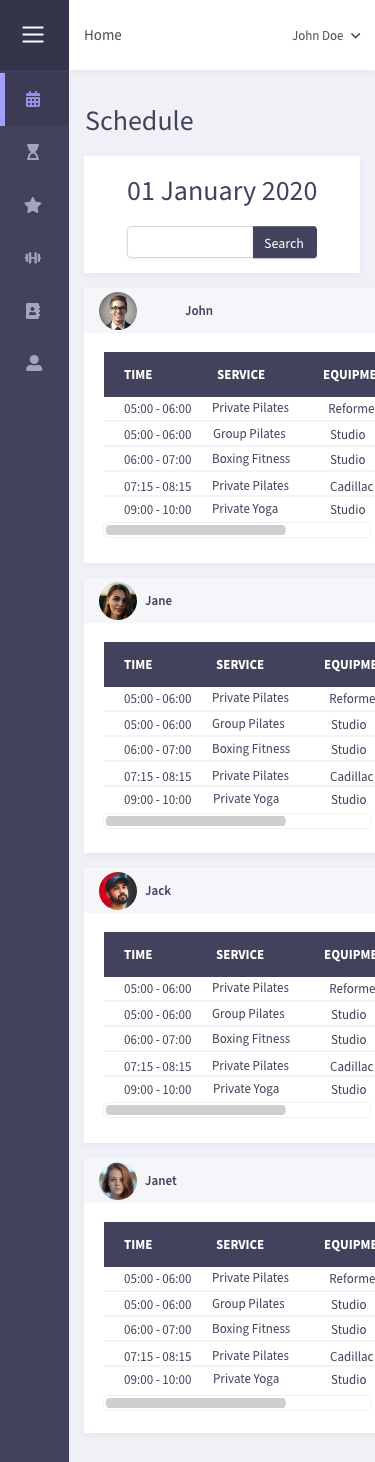 Home John Doe
Schedule
01 January 2020
Search
John
TIME SERVICE EQUIPME
05:00 - 06:00 Private Pilates Reforme
05:00 - 06:00 Group Pilates Studio
06:00 - 07:00 Boxing Fitness Studio
07:15 - 08:15 Private Pilates Cadillac
09:00 - 10:00 Private Yoga Studio
Jane
TIME SERVICE EQUIPME
05:00 - 06:00 Private Pilates Reforme
05:00 - 06:00 Group Pilates Studio
06:00 - 07:00 Boxing Fitness Studio
07:15 - 08:15 Private Pilates Cadillac
09:00 - 10:00 Private Yoga Studio
Jack
TIME SERVICE EQUIPME
05:00 - 06:00 Private Pilates Reforme
05:00 - 06:00 Group Pilates Studio
06:00 - 07:00 Boxing Fitness Studio
07:15 - 08:15 Private Pilates Cadillac
09:00 - 10:00 Private Yoga Studio
Janet
TIME SERVICE EQUIPME
05:00 - 06:00 Private Pilates Reforme
05:00 - 06:00 Group Pilates Studio
06:00 - 07:00 Boxing Fitness Studio
07:15 - 08:15 Private Pilates Cadillac
09:00 - 10:00 Private Yoga Studio